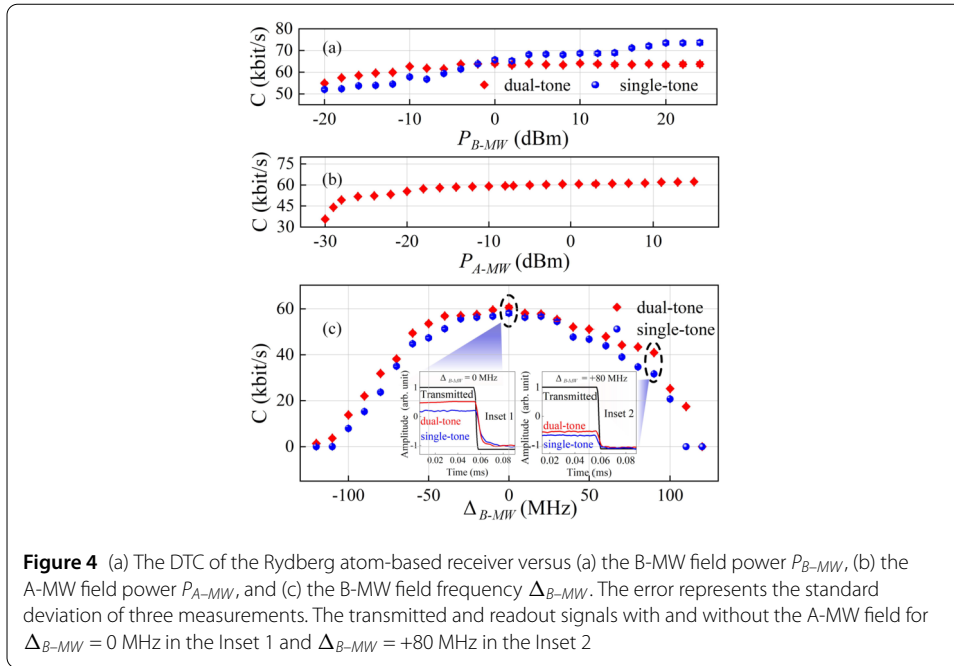 (a)
C (kbit/s)
80
70
60
50
dual-tone
single-tone
-20
-10
0
10
20
P_B-MW (dBm)
(b)
C (kbit/s)
75
60
45
30
-30
-20
-10
0
10
P_A-MW (dBm)
(c)
C (kbit/s)
60
40
20
0
dual-tone
single-tone
Δ_B-MW = 0 MHz
Amplitude (arb. unit)
1
0
-1
Transmitted
Inset 1
dual-tone
single-tone
0.02 0.04 0.06 0.08
Time (ms)
Δ_B-MW = +80 MHz
Amplitude (arb. unit)
1
0
-1
Transmitted
Inset 2
dual-tone
single-tone
0.02 0.04 0.06 0.08
Time (ms)
-100
-50
0
50
100
Δ_B-MW (MHz)
Figure 4 (a) The DTC of the Rydberg atom-based receiver versus (a) the B-MW field power P_B–MW, (b) the
A-MW field power P_A–MW, and (c) the B-MW field frequency Δ_B–MW. The error represents the standard
deviation of three measurements. The transmitted and readout signals with and without the A-MW field for
Δ_B–MW = 0 MHz in the Inset 1 and Δ_B–MW = +80 MHz in the Inset 2